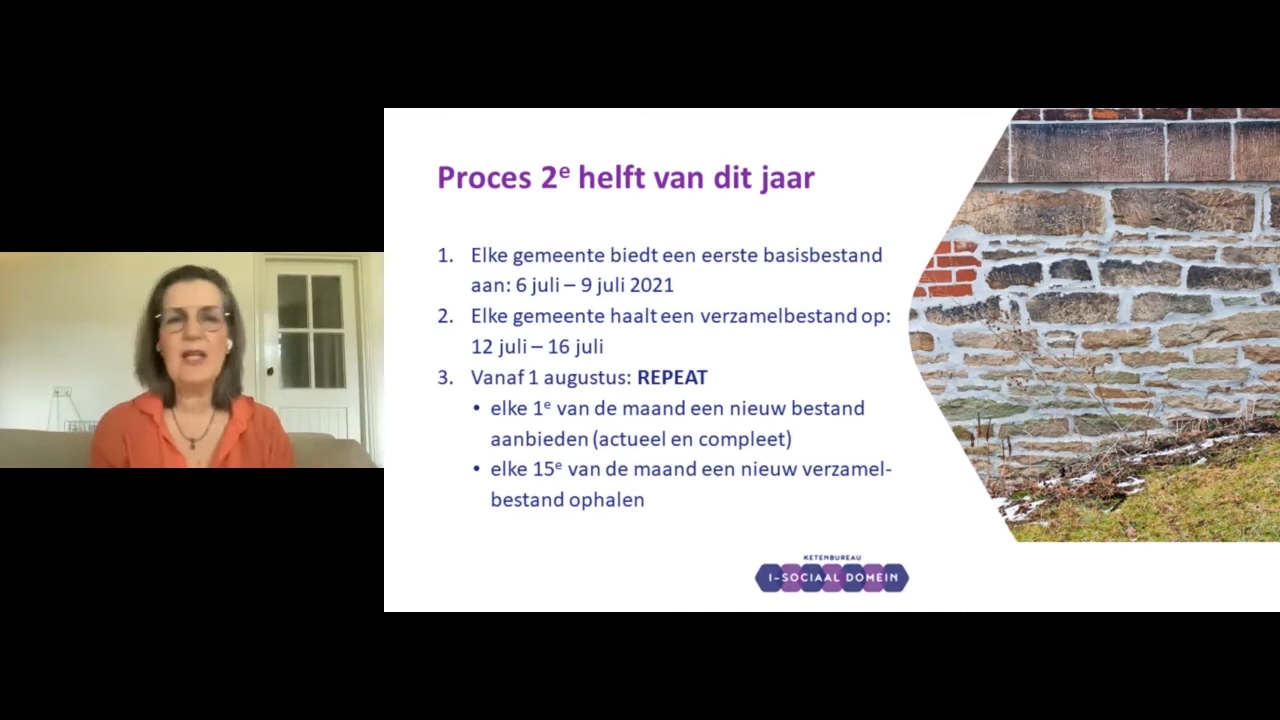 Proces 2e helft van dit jaar
1. Elke gemeente biedt een eerste basisbestand
aan: 6 juli – 9 juli 2021
2. Elke gemeente haalt een verzamelbestand op:
12 juli – 16 juli
3. Vanaf 1 augustus: REPEAT
• elke 1e van de maand een nieuw bestand
aanbieden (actueel en compleet)
• elke 15e van de maand een nieuw verzamel-
bestand ophalen
KETENBUREAU
I-SOCIAAL DOMEIN